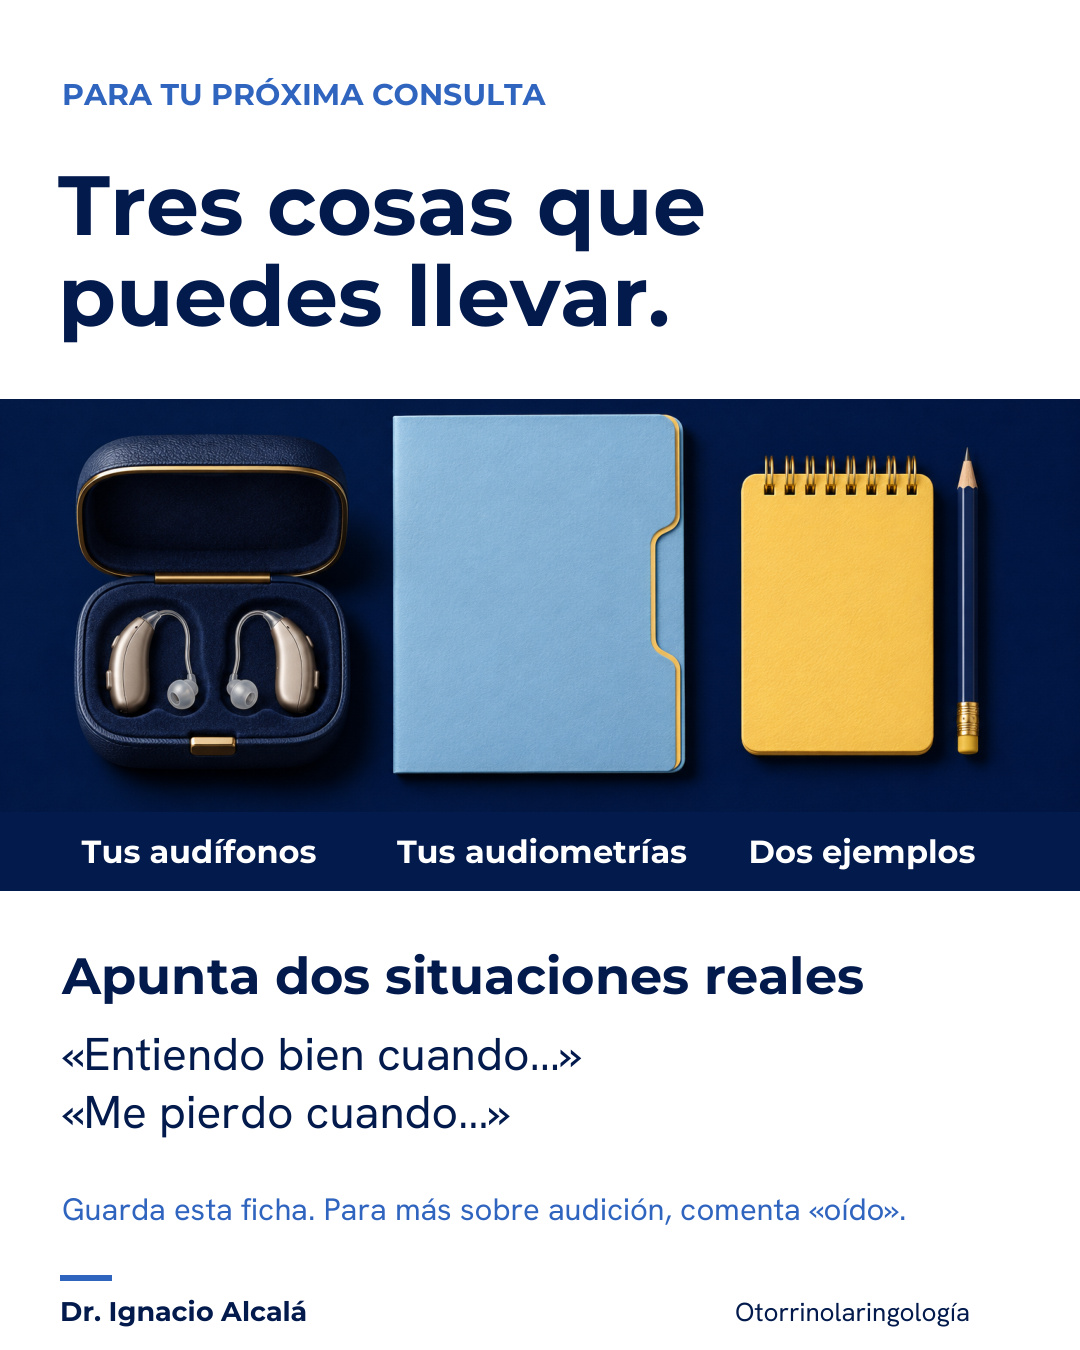 PARA TU PRÓXIMA CONSULTA
Tres cosas que
puedes llevar.
Tus audífonos
Tus audiometrías
Dos ejemplos
Apunta dos situaciones reales
«Entiendo bien cuando...»
«Me pierdo cuando...»
Guarda esta ficha. Para más sobre audición, comenta «oído».
Dr. Ignacio Alcalá
Otorrinolaringología